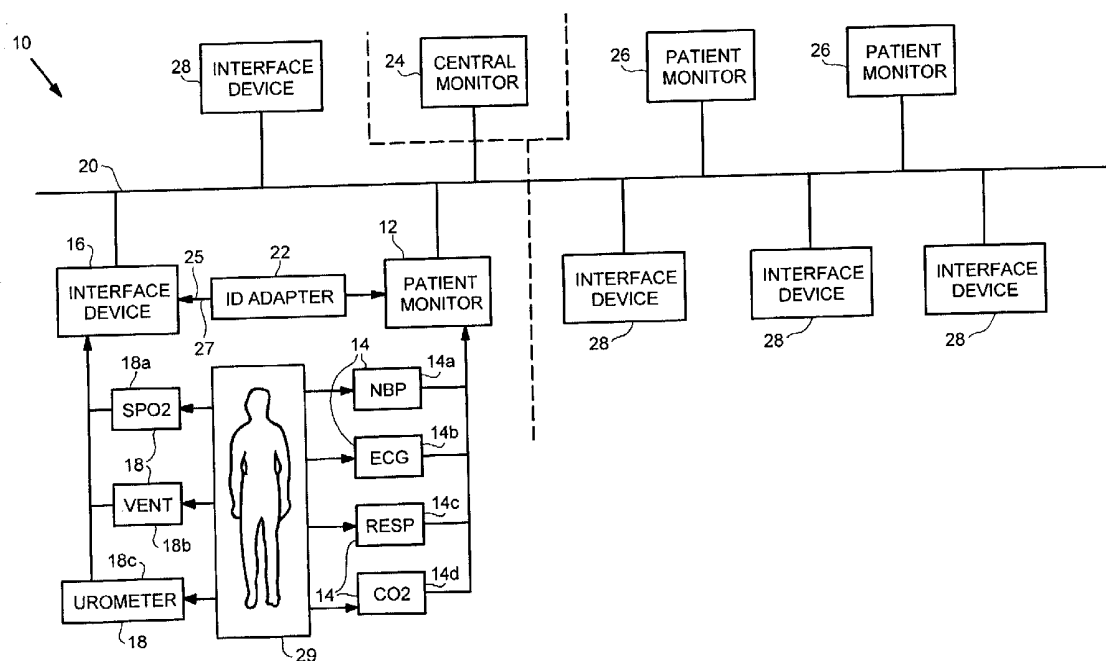 10
28
INTERFACE
DEVICE
24
CENTRAL
MONITOR
26
PATIENT
MONITOR
26
PATIENT
MONITOR
20
16
INTERFACE
DEVICE
25
27
22
ID ADAPTER
12
PATIENT
MONITOR
INTERFACE
DEVICE
28
INTERFACE
DEVICE
28
INTERFACE
DEVICE
28
18a
SPO2
18
VENT
18b
18c
UROMETER
18
29
14
14a
NBP
14b
ECG
14c
RESP
14
14d
CO2